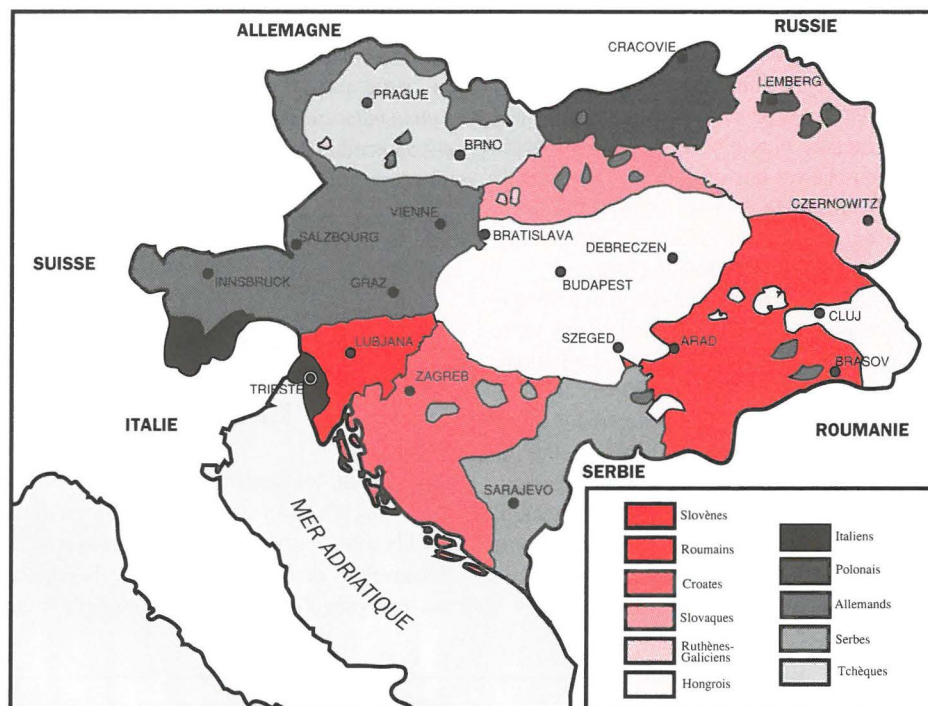 ALLEMAGNE
RUSSIE
CRACOVIE
PRAGUE
LEMBERG
BRNO
CZERNOWITZ
VIENNE
SALZBOURG
BRATISLAVA
DEBRECZEN
SUISSE
INNSBRUCK
GRAZ
BUDAPEST
CLUJ
SZEGED
LUBJANA
ARAD
BRASOV
ZAGREB
TRIESTE
ITALIE
ROUMANIE
SERBIE
SARAJEVO
MER ADRIATIQUE
Slovènes
Roumains
Croates
Slovaques
Ruthènes-
Galiciens
Hongrois
Italiens
Polonais
Allemands
Serbes
Tchèques